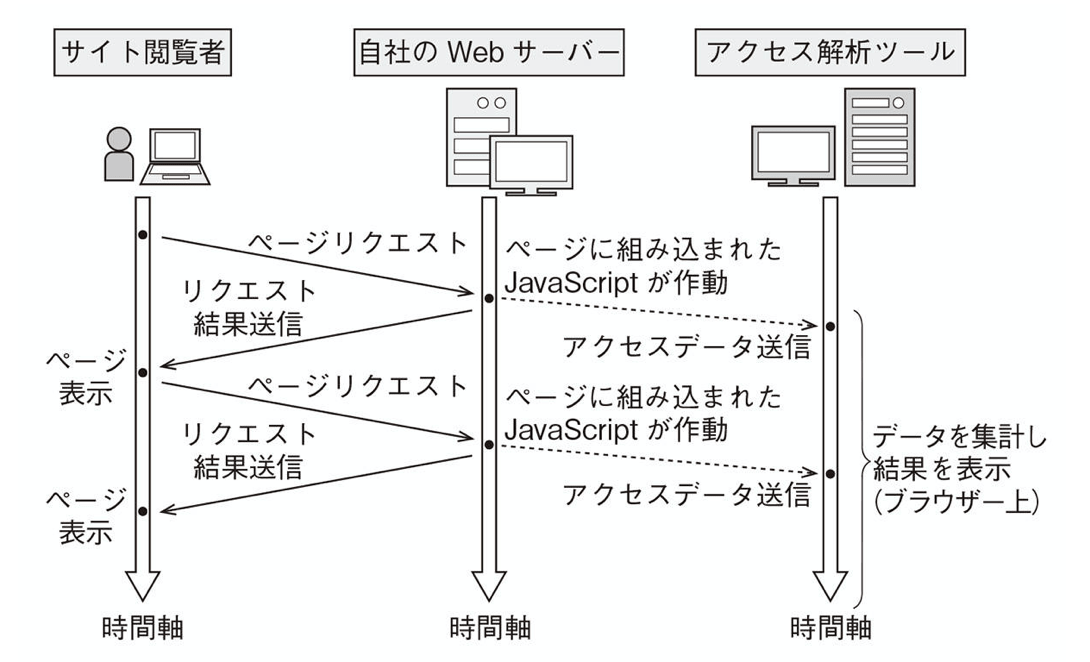 サイト閲覧者
自社の Web サーバー
アクセス解析ツール
ページリクエスト
ページに組み込まれた
JavaScript が作動
リクエスト
結果送信
アクセスデータ送信
ページ
表示
ページリクエスト
ページに組み込まれた
JavaScript が作動
リクエスト
結果送信
アクセスデータ送信
ページ
表示
データを集計し
結果を表示
(ブラウザー上)
時間軸
時間軸
時間軸